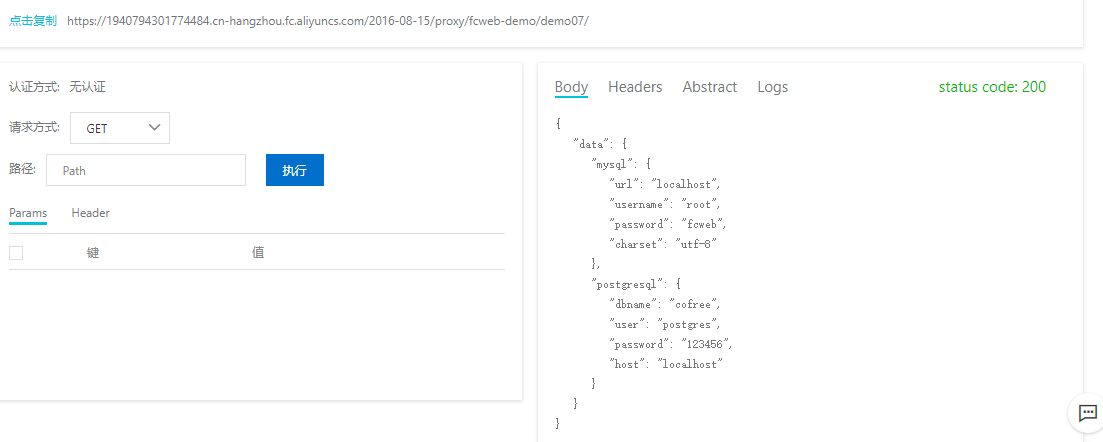 点击复制 https://1940794301774484.cn-hangzhou.fc.aliyuncs.com/2016-08-15/proxy/fcweb-demo/demo07/
认证方式: 无认证
请求方式: GET
路径: Path 执行
Params Header
键 值
Body Headers Abstract Logs status code: 200
{
"data": {
"mysql": {
"url": "localhost",
"username": "root",
"password": "fcweb",
"charset": "utf-8"
},
"postgresql": {
"dbname": "cofree",
"user": "postgres",
"password": "123456",
"host": "localhost"
}
}
}